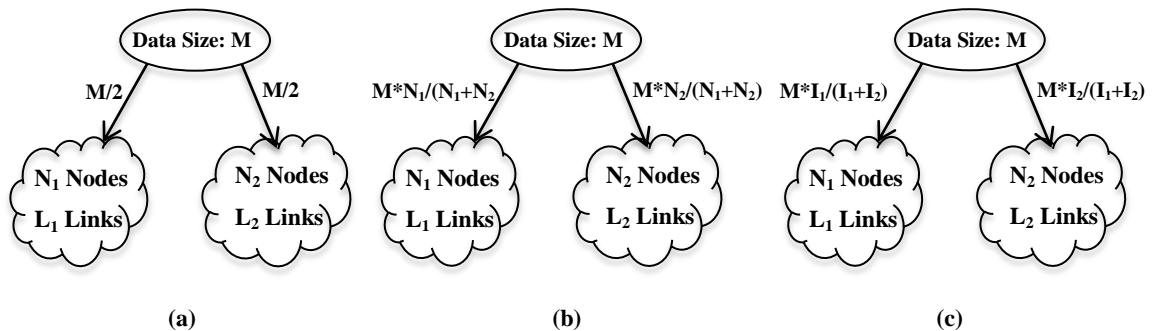 Data Size: M
M/2
M/2
N₁ Nodes
L₁ Links
N₂ Nodes
L₂ Links
(a)
Data Size: M
M*N₁/(N₁+N₂
M*N₂/(N₁+N₂)
N₁ Nodes
L₁ Links
N₂ Nodes
L₂ Links
(b)
Data Size: M
M*I₁/(I₁+I₂)
M*I₂/(I₁+I₂)
N₁ Nodes
L₁ Links
N₂ Nodes
L₂ Links
(c)